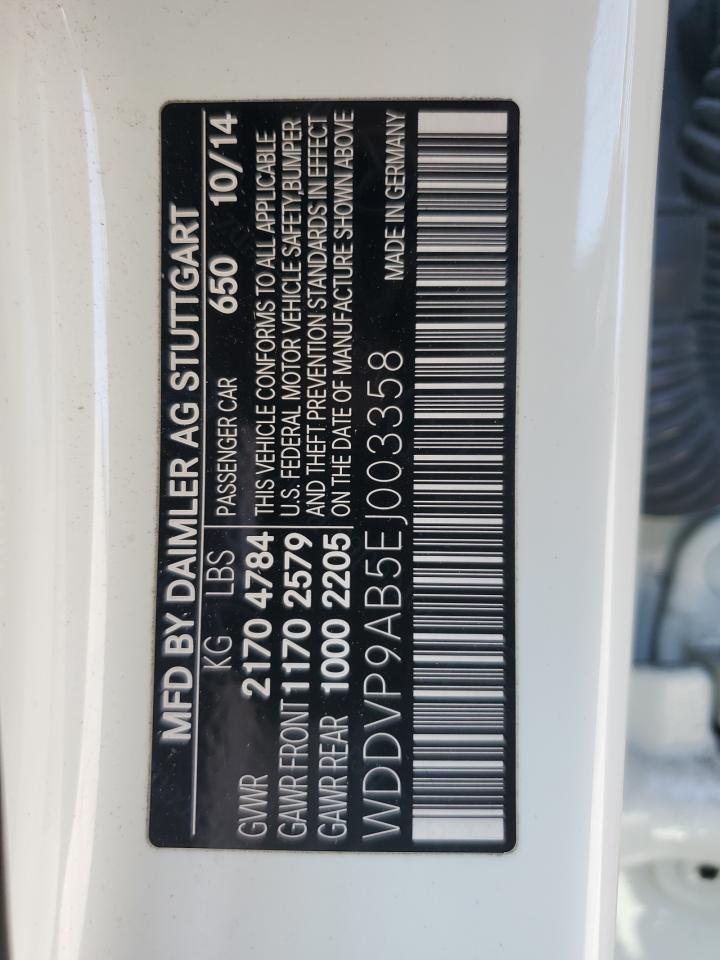 MFD BY DAIMLER AG STUTTGART
KG LBS PASSENGER CAR 650 10/14
GVWR 2170 4784 THIS VEHICLE CONFORMS TO ALL APPLICABLE
GAWR FRONT 1170 2579 U.S. FEDERAL MOTOR VEHICLE SAFETY,BUMPER,
GAWR REAR 1000 2205 AND THEFT PREVENTION STANDARDS IN EFFECT
ON THE DATE OF MANUFACTURE SHOWN ABOVE
WDDVP9AB5EJ003358 MADE IN GERMANY